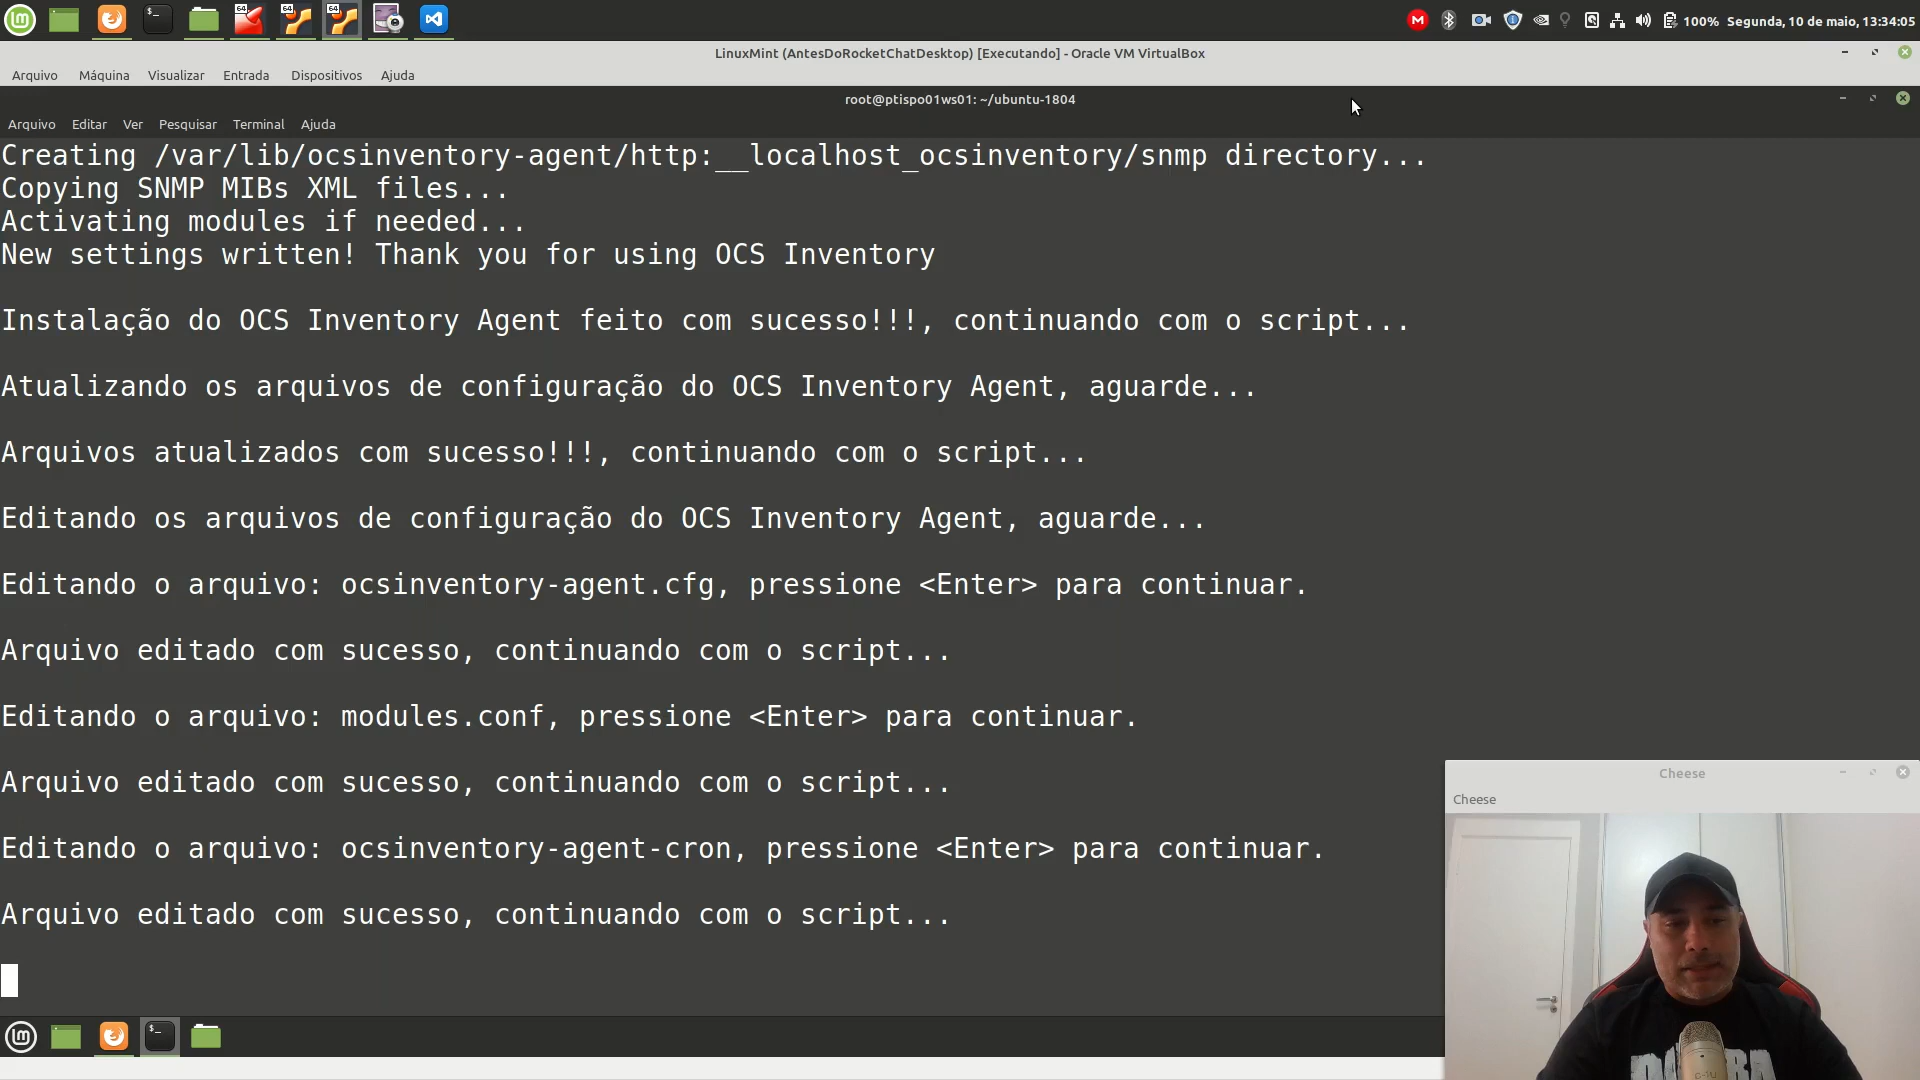 100% Segunda, 10 de maio, 13:34:05
LinuxMint (AntesDoRocketChatDesktop) [Executando] - Oracle VM VirtualBox
Arquivo Máquina Visualizar Entrada Dispositivos Ajuda
root@ptispo01ws01: ~/ubuntu-1804
Arquivo Editar Ver Pesquisar Terminal Ajuda
Creating /var/lib/ocsinventory-agent/http:__localhost_ocsinventory/snmp directory...
Copying SNMP MIBs XML files...
Activating modules if needed...
New settings written! Thank you for using OCS Inventory
Instalação do OCS Inventory Agent feito com sucesso!!!, continuando com o script...
Atualizando os arquivos de configuração do OCS Inventory Agent, aguarde...
Arquivos atualizados com sucesso!!!, continuando com o script...
Editando os arquivos de configuração do OCS Inventory Agent, aguarde...
Editando o arquivo: ocsinventory-agent.cfg, pressione <Enter> para continuar.
Arquivo editado com sucesso, continuando com o script...
Editando o arquivo: modules.conf, pressione <Enter> para continuar.
Arquivo editado com sucesso, continuando com o script...
Editando o arquivo: ocsinventory-agent-cron, pressione <Enter> para continuar.
Arquivo editado com sucesso, continuando com o script...
Cheese
Cheese